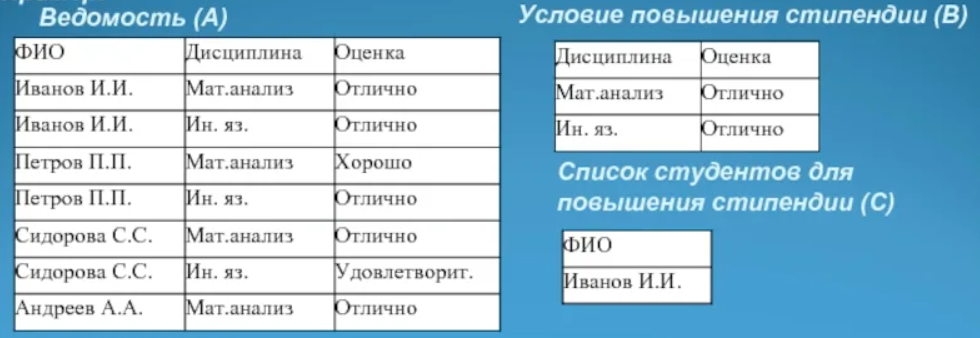 Ведомость (А)
ФИО Дисциплина Оценка
Иванов И.И. Мат.анализ Отлично
Иванов И.И. Ин. яз. Отлично
Петров П.П. Мат.анализ Хорошо
Петров П.П. Ин. яз. Отлично
Сидорова С.С. Мат.анализ Отлично
Сидорова С.С. Ин. яз. Удовлетворит.
Андреев А.А. Мат.анализ Отлично
Условие повышения стипендии (В)
Дисциплина Оценка
Мат.анализ Отлично
Ин. яз. Отлично
Список студентов для
повышения стипендии (С)
ФИО
Иванов И.И.